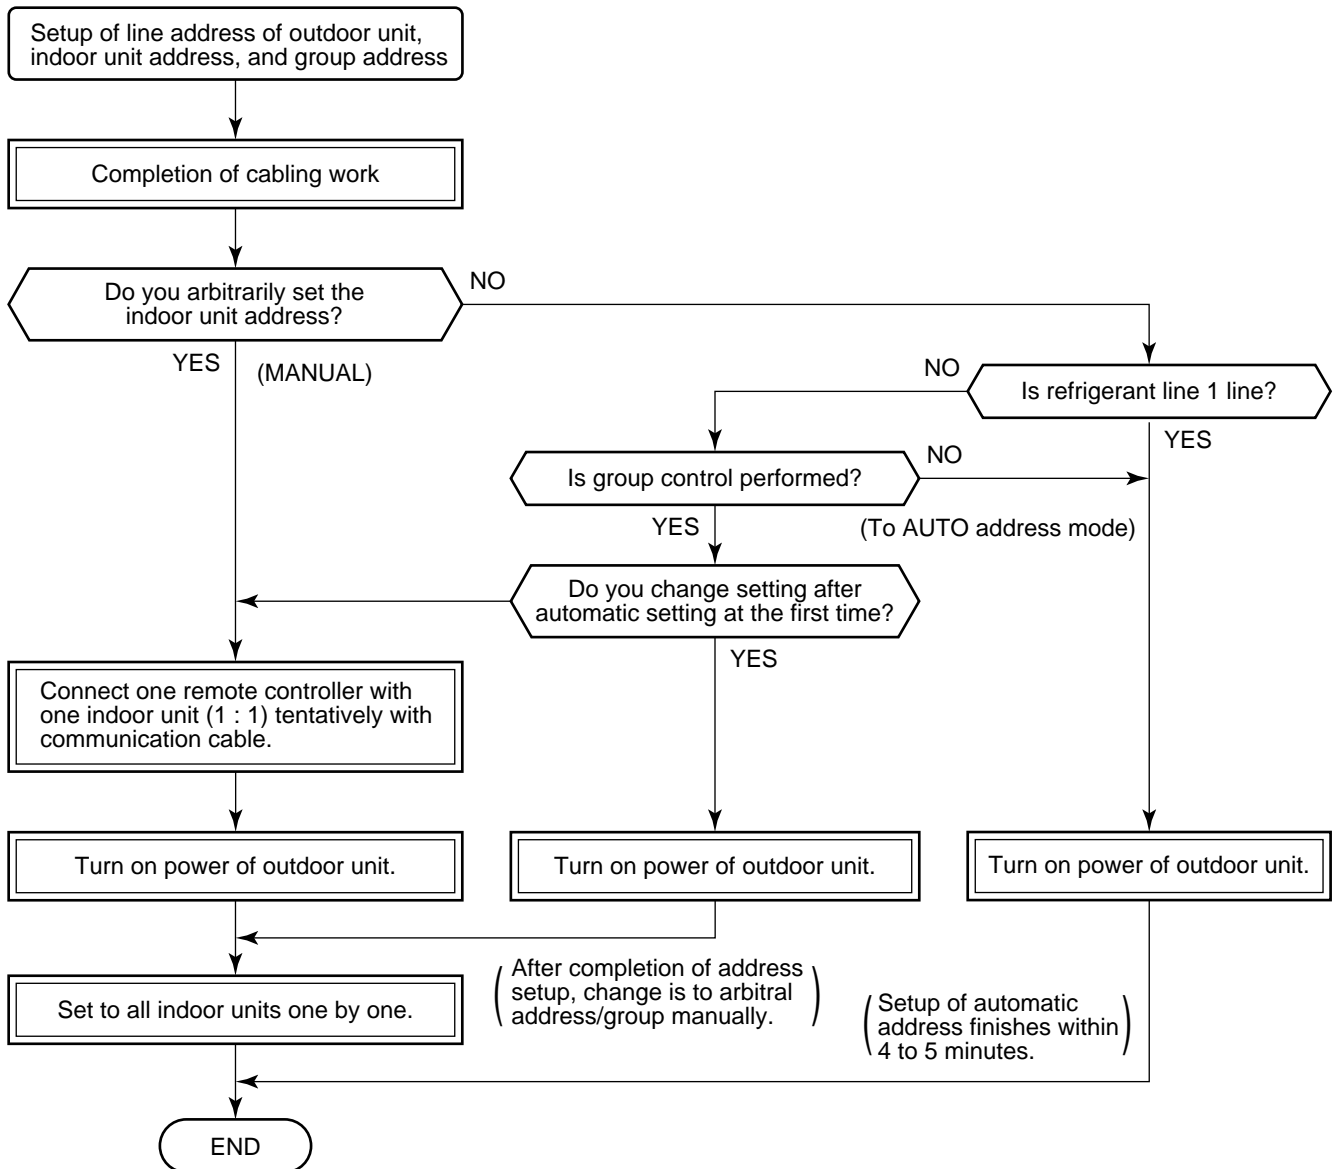 Setup of line address of outdoor unit,
indoor unit address, and group address
Completion of cabling work
Do you arbitrarily set the
indoor unit address?
NO
YES
(MANUAL)
NO
Is refrigerant line 1 line?
YES
Is group control performed?
NO
YES
(To AUTO address mode)
Do you change setting after
automatic setting at the first time?
YES
Connect one remote controller with
one indoor unit (1 : 1) tentatively with
communication cable.
Turn on power of outdoor unit.
Turn on power of outdoor unit.
Turn on power of outdoor unit.
Set to all indoor units one by one.
(After completion of address
setup, change is to arbitral
address/group manually.)
(Setup of automatic
address finishes within
4 to 5 minutes.)
END